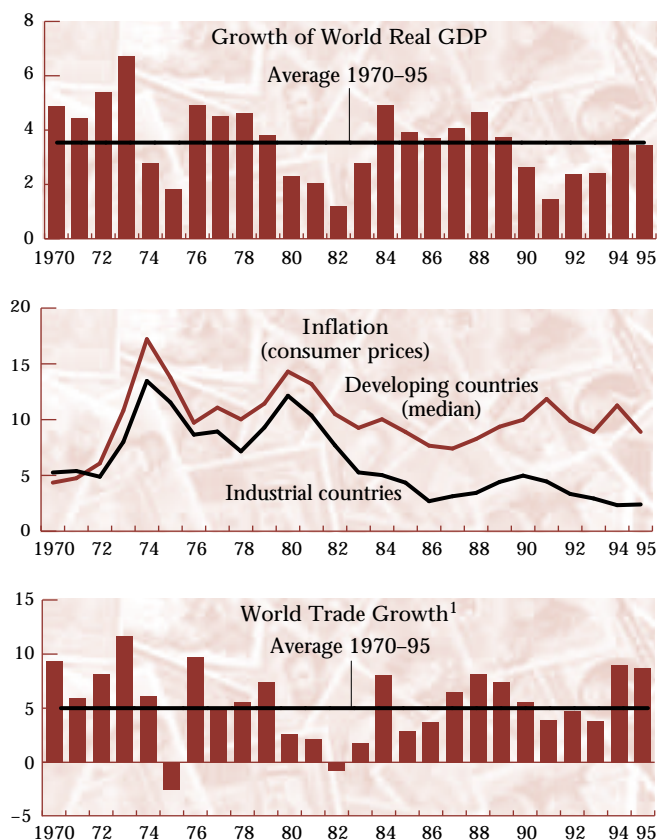 Growth of World Real GDP
Average 1970–95
8
6
4
2
0
1970 72 74 76 78 80 82 84 86 88 90 92 94 95
Inflation
(consumer prices)
Developing countries
(median)
Industrial countries
20
15
10
5
0
1970 72 74 76 78 80 82 84 86 88 90 92 94 95
World Trade Growth¹
Average 1970–95
15
10
5
0
−5
1970 72 74 76 78 80 82 84 86 88 90 92 94 95